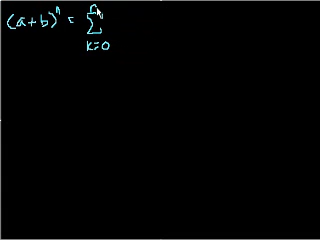 (a+b)^n = ∑_{k=0}^{n}